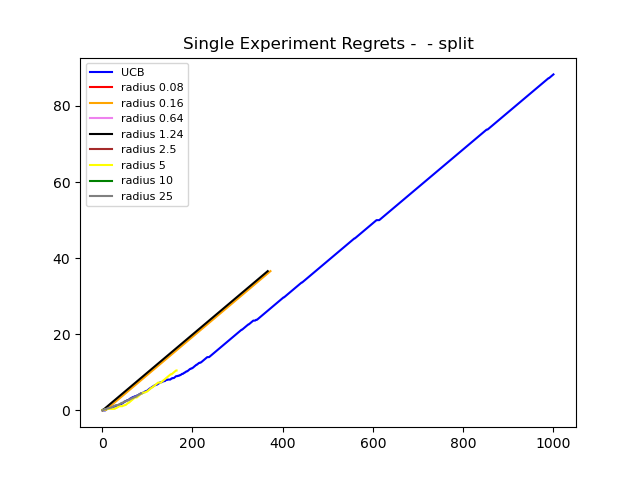 Single Experiment Regrets -  - split
UCB
radius 0.08
radius 0.16
radius 0.64
radius 1.24
radius 2.5
radius 5
radius 10
radius 25
80
60
40
20
0
0 200 400 600 800 1000